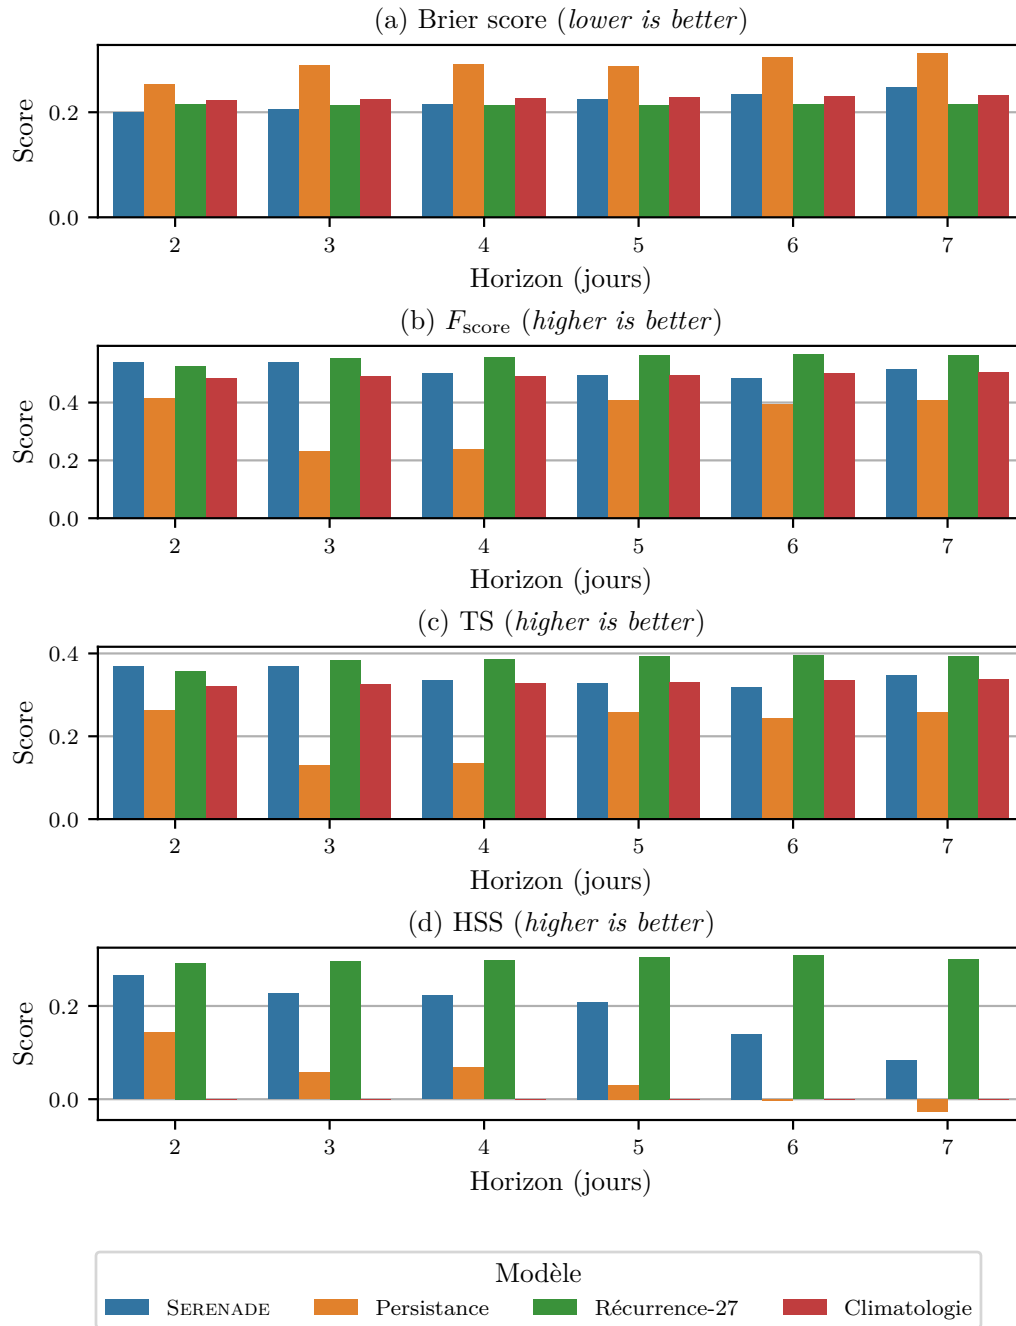 (a) Brier score (lower is better)
Score
0.2
0.0
2 3 4 5 6 7
Horizon (jours)
(b) Fscore (higher is better)
Score
0.4
0.2
0.0
2 3 4 5 6 7
Horizon (jours)
(c) TS (higher is better)
Score
0.4
0.2
0.0
2 3 4 5 6 7
Horizon (jours)
(d) HSS (higher is better)
Score
0.2
0.0
2 3 4 5 6 7
Horizon (jours)
Modèle
SERENADE Persistance Récurrence-27 Climatologie